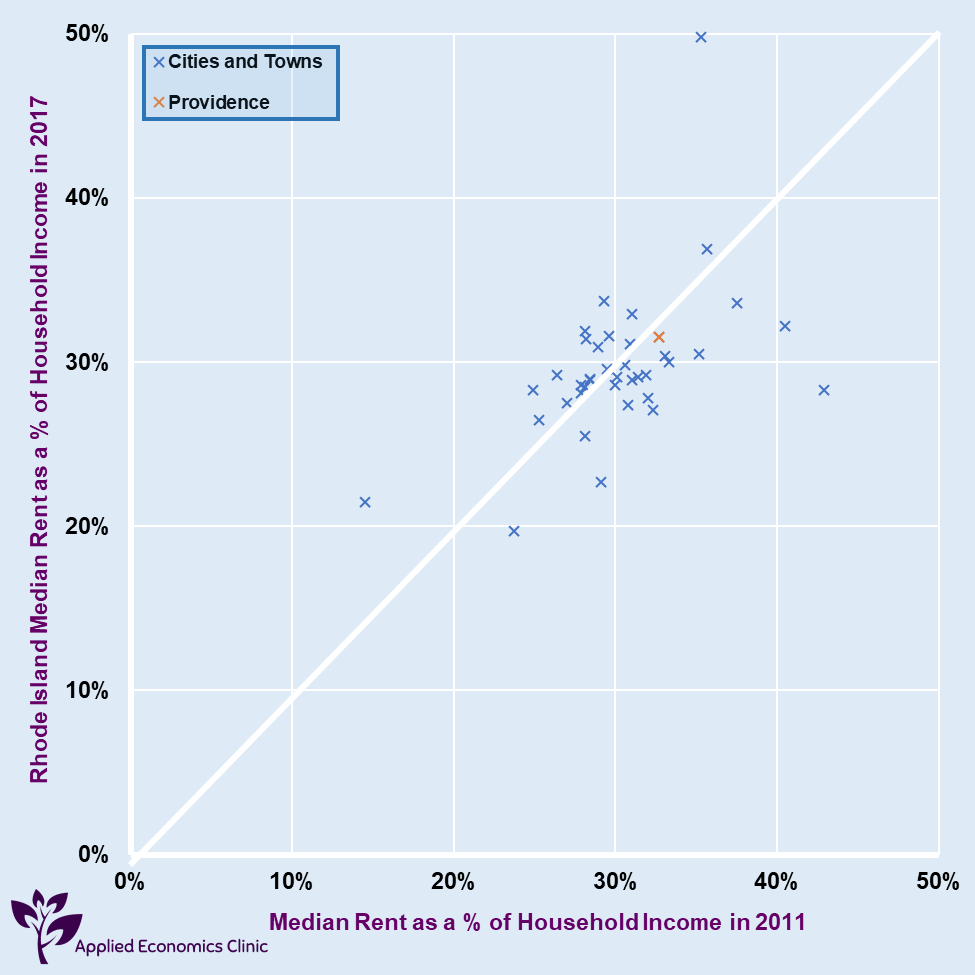 50%
40%
30%
20%
10%
0%
0%
10%
20%
30%
40%
50%
Cities and Towns
Providence
Rhode Island Median Rent as a % of Household Income in 2017
Median Rent as a % of Household Income in 2011
Applied Economics Clinic